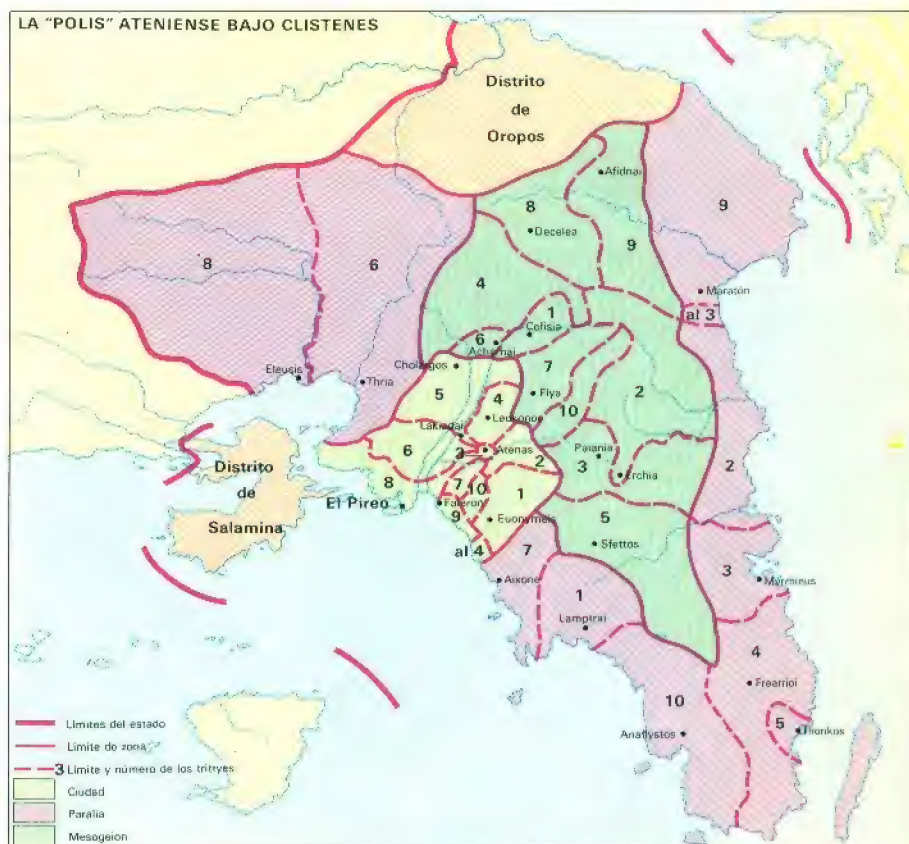 LA "POLIS" ATENIENSE BAJO CLISTENES
Distrito
de
Oropos
Afidnai
8
Decelea
9
9
8
6
4
Maratón
al 3
1
Cefisia
6
Acharnai
Cholargos
Eleusis
Thria
7
Flya
2
5
4
Leukono
10
Lakiadai
Atenas
3
6
2
Paiania
3
Erchia
2
Distrito
de
Salamina
8
El Pireo
7
10
1
Faleron
9
Euonymeis
al 4
5
Sfettos
7
Aixone
3
Myrrinus
1
Lamptrai
4
Frearrioi
10
5
Thorikos
Anaflystos
Límites del estado
Límite de zona
3 Límite y número de los trittyes
Ciudad
Paralia
Mesogeion